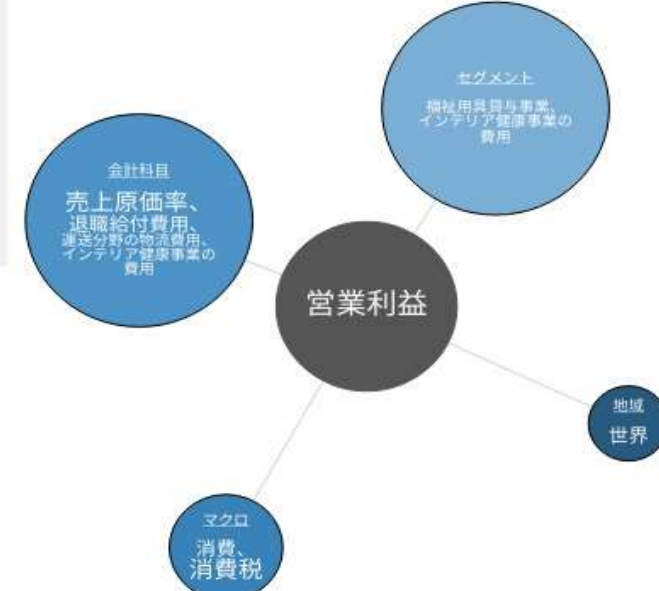 セグメント
福祉用具貸与事業、
インテリア健康事業の
費用
会計科目
売上原価率、
退職給付費用、
運送分野の物流費用、
インテリア健康事業の
費用
営業利益
地域
世界
マクロ
消費、
消費税